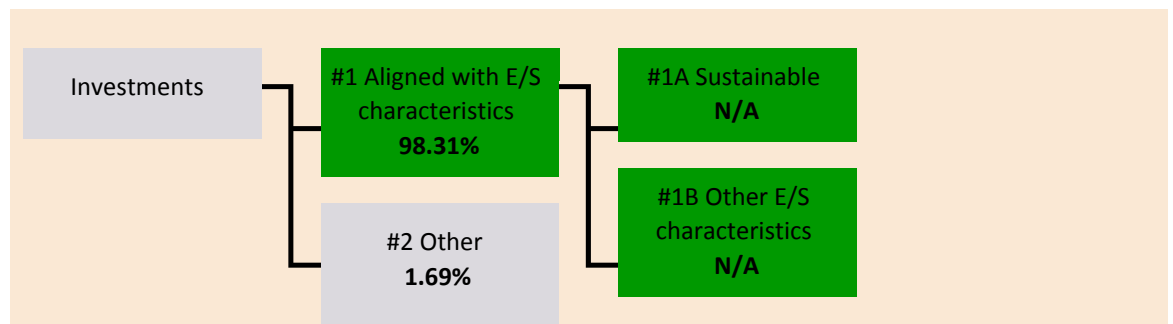 Investments
#1 Aligned with E/S
characteristics
98.31%
#2 Other
1.69%
#1A Sustainable
N/A
#1B Other E/S
characteristics
N/A